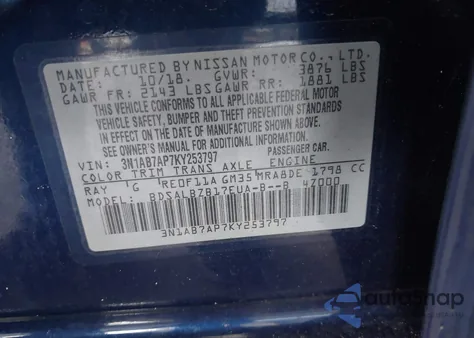 MANUFACTURED BY NISSAN MOTOR CO., LTD.
DATE: 10/18. GVWR: 3876 LBS
GAWR FR: 2143 LBS GAWR RR: 1881 LBS
THIS VEHICLE CONFORMS TO ALL APPLICABLE FEDERAL MOTOR
VEHICLE SAFETY, BUMPER, AND THEFT PREVENTION STANDARDS
IN EFFECT ON THE DATE OF MANUFACTURE SHOWN ABOVE.
SEE OWNER'S MANUAL FOR ADDITIONAL INFORMATION. PASSENGER CAR
VIN: 3N1AB7AP7KY253797
COLOR TRIM TRANS AXLE ENGINE
RAY G RE0F11A GM35 MRA8DE 1798 CC
MODEL: BDSALBZB17EUA-B--B 4Z000
3N1AB7AP7KY253797
autosnap